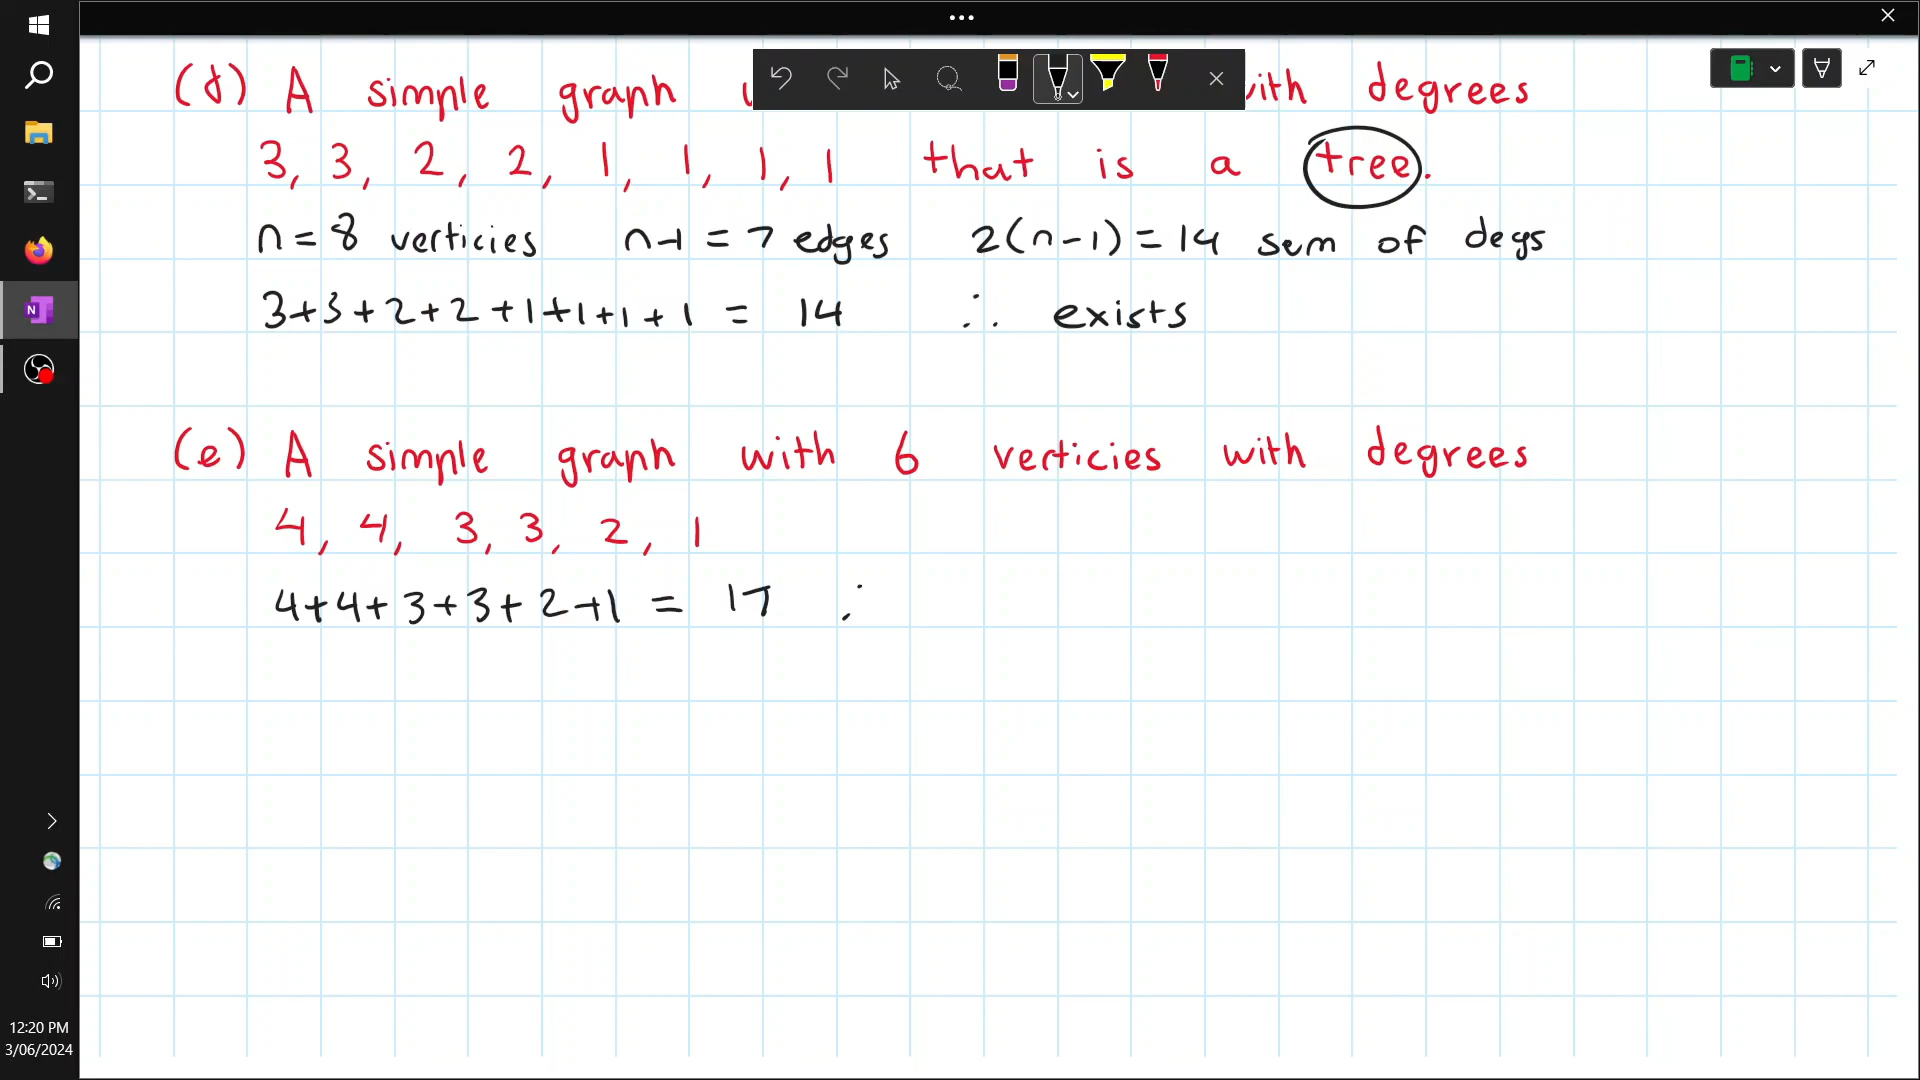 (d) A simple graph with degrees
3, 3, 2, 2, 1, 1, 1, 1 that is a tree.
n = 8 verticies n-1 = 7 edges 2(n-1) = 14 sum of degs
3+3+2+2+1+1+1+1 = 14 ∴ exists
(e) A simple graph with 6 verticies with degrees
4, 4, 3, 3, 2, 1
4+4+3+3+2+1 = 17 ⋰
12:20 PM
3/06/2024